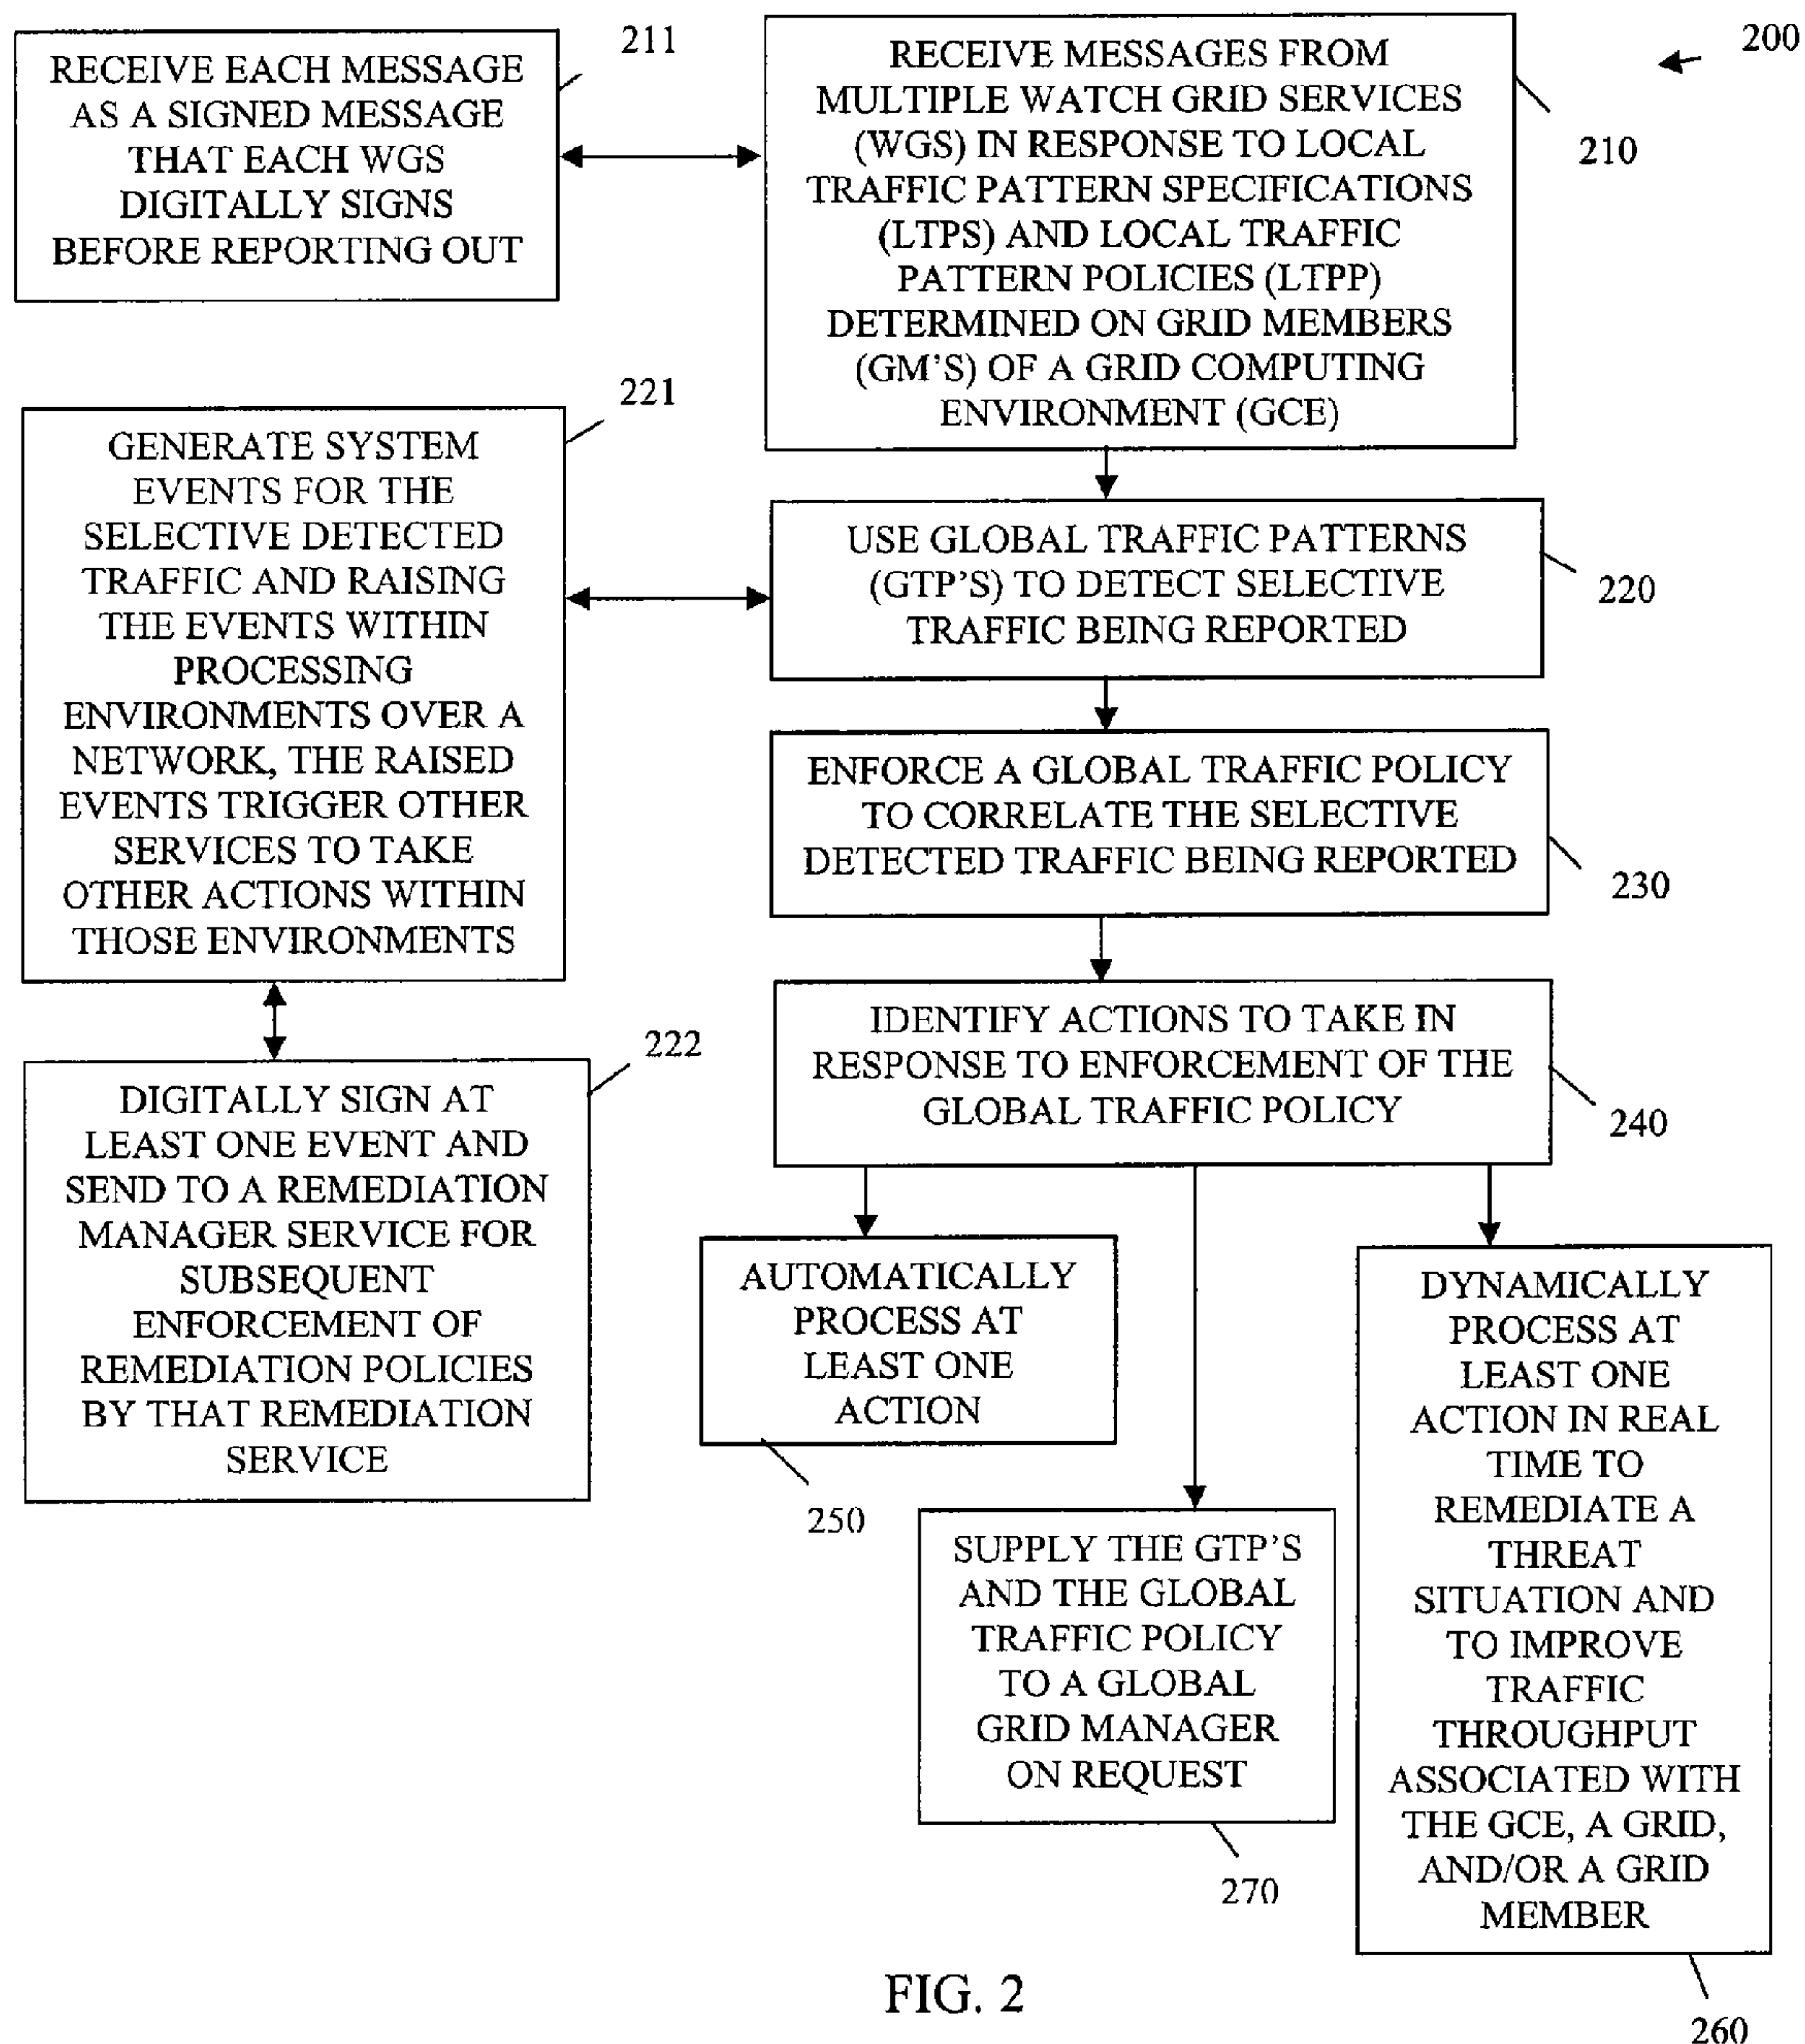 200
211
RECEIVE EACH MESSAGE
AS A SIGNED MESSAGE
THAT EACH WGS
DIGITALLY SIGNS
BEFORE REPORTING OUT
RECEIVE MESSAGES FROM
MULTIPLE WATCH GRID SERVICES
(WGS) IN RESPONSE TO LOCAL
TRAFFIC PATTERN SPECIFICATIONS
(LTPS) AND LOCAL TRAFFIC
PATTERN POLICIES (LTPP)
DETERMINED ON GRID MEMBERS
(GM'S) OF A GRID COMPUTING
ENVIRONMENT (GCE)
210
221
GENERATE SYSTEM
EVENTS FOR THE
SELECTIVE DETECTED
TRAFFIC AND RAISING
THE EVENTS WITHIN
PROCESSING
ENVIRONMENTS OVER A
NETWORK, THE RAISED
EVENTS TRIGGER OTHER
SERVICES TO TAKE
OTHER ACTIONS WITHIN
THOSE ENVIRONMENTS
USE GLOBAL TRAFFIC PATTERNS
(GTP'S) TO DETECT SELECTIVE
TRAFFIC BEING REPORTED
220
ENFORCE A GLOBAL TRAFFIC POLICY
TO CORRELATE THE SELECTIVE
DETECTED TRAFFIC BEING REPORTED
230
222
DIGITALLY SIGN AT
LEAST ONE EVENT AND
SEND TO A REMEDIATION
MANAGER SERVICE FOR
SUBSEQUENT
ENFORCEMENT OF
REMEDIATION POLICIES
BY THAT REMEDIATION
SERVICE
IDENTIFY ACTIONS TO TAKE IN
RESPONSE TO ENFORCEMENT OF THE
GLOBAL TRAFFIC POLICY
240
AUTOMATICALLY
PROCESS AT
LEAST ONE
ACTION
250
SUPPLY THE GTP'S
AND THE GLOBAL
TRAFFIC POLICY
TO A GLOBAL
GRID MANAGER
ON REQUEST
270
DYNAMICALLY
PROCESS AT
LEAST ONE
ACTION IN REAL
TIME TO
REMEDIATE A
THREAT
SITUATION AND
TO IMPROVE
TRAFFIC
THROUGHPUT
ASSOCIATED WITH
THE GCE, A GRID,
AND/OR A GRID
MEMBER
260
FIG. 2